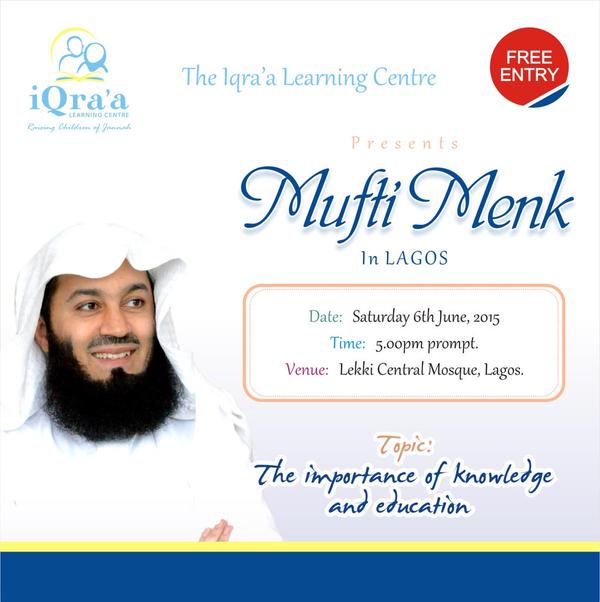 iQra'a
LEARNING CENTRE
Raising Children of Jannah
The Iqra'a Learning Centre
FREE
ENTRY
Presents
Mufti Menk
In LAGOS
Date: Saturday 6th June, 2015
Time: 5.00pm prompt.
Venue: Lekki Central Mosque, Lagos.
Topic:
The importance of knowledge
and education